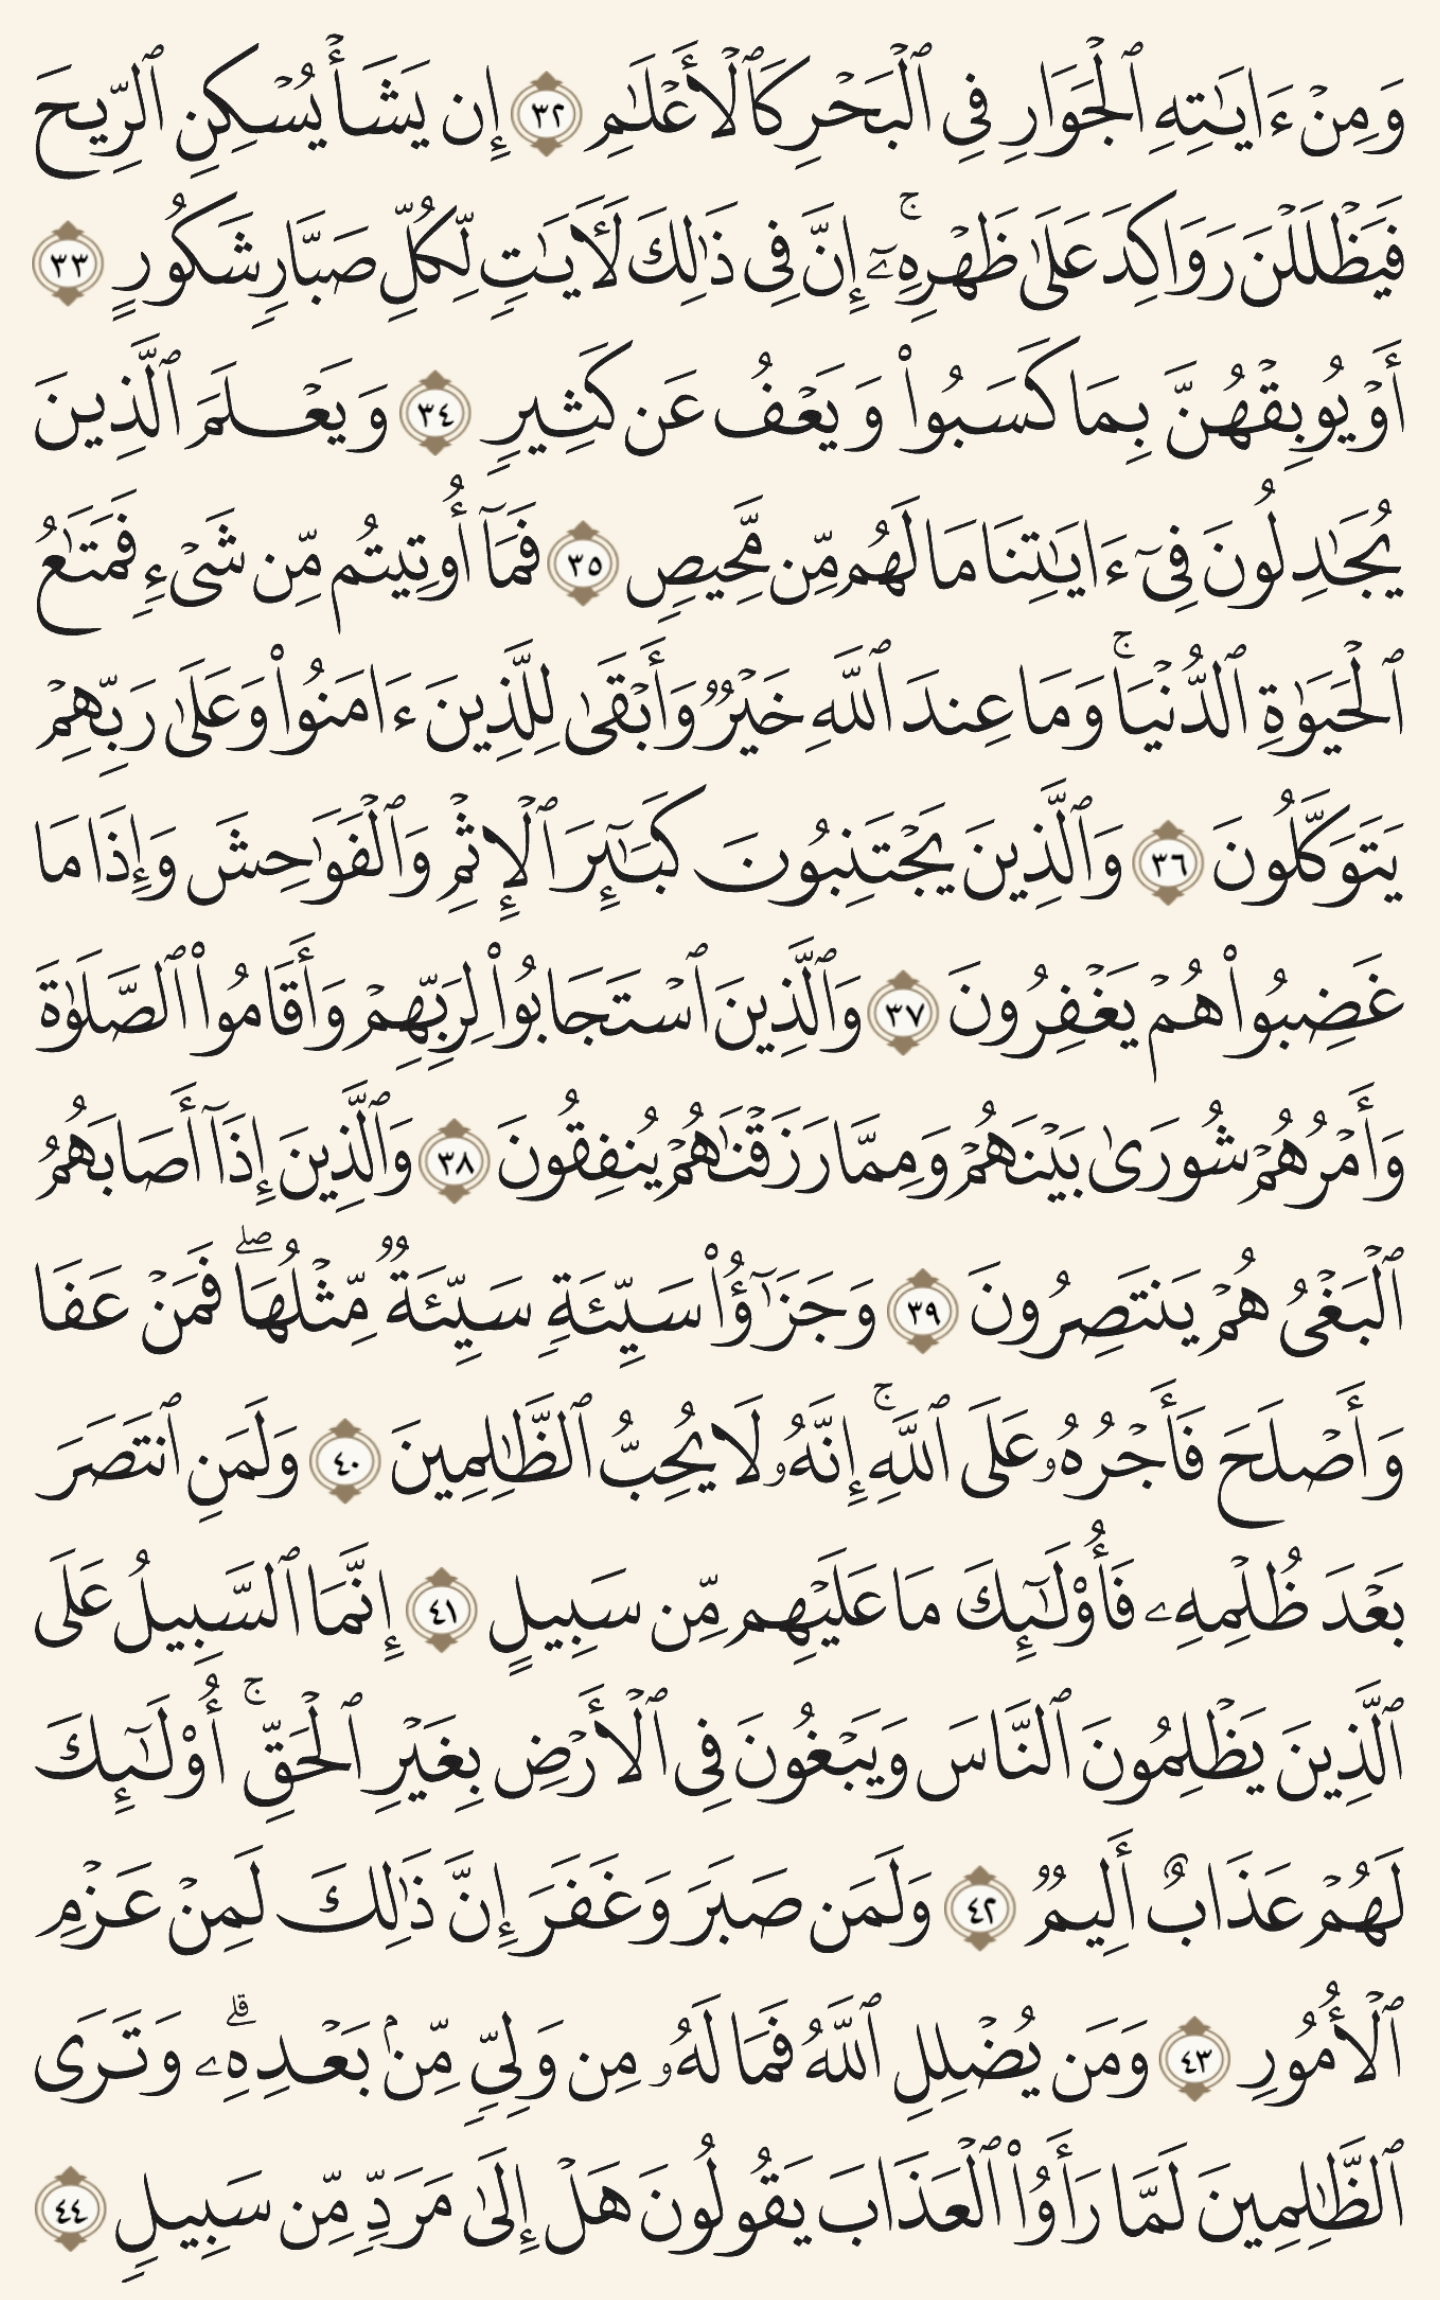 وَمِنْ ءَايَـٰتِهِ ٱلْجَوَارِ فِى ٱلْبَحْرِ كَٱلْأَعْلَـٰمِ ٣٢ إِن يَشَأْ يُسْكِنِ ٱلرِّيحَ
فَيَظْلَلْنَ رَوَاكِدَ عَلَىٰ ظَهْرِهِۦٓ ۚ إِنَّ فِى ذَٰلِكَ لَـَٔايَـٰتٍ لِّكُلِّ صَبَّارٍ شَكُورٍ ٣٣
أَوْ يُوبِقْهُنَّ بِمَا كَسَبُوا۟ وَيَعْفُ عَن كَثِيرٍ ٣٤ وَيَعْلَمَ ٱلَّذِينَ
يُجَـٰدِلُونَ فِىٓ ءَايَـٰتِنَا مَا لَهُم مِّن مَّحِيصٍ ٣٥ فَمَآ أُوتِيتُم مِّن شَىْءٍ فَمَتَـٰعُ
ٱلْحَيَوٰةِ ٱلدُّنْيَا ۚ وَمَا عِندَ ٱللَّهِ خَيْرٌ وَأَبْقَىٰ لِلَّذِينَ ءَامَنُوا۟ وَعَلَىٰ رَبِّهِمْ
يَتَوَكَّلُونَ ٣٦ وَٱلَّذِينَ يَجْتَنِبُونَ كَبَـٰٓئِرَ ٱلْإِثْمِ وَٱلْفَوَٰحِشَ وَإِذَا مَا
غَضِبُوا۟ هُمْ يَغْفِرُونَ ٣٧ وَٱلَّذِينَ ٱسْتَجَابُوا۟ لِرَبِّهِمْ وَأَقَامُوا۟ ٱلصَّلَوٰةَ
وَأَمْرُهُمْ شُورَىٰ بَيْنَهُمْ وَمِمَّا رَزَقْنَـٰهُمْ يُنفِقُونَ ٣٨ وَٱلَّذِينَ إِذَآ أَصَابَهُمُ
ٱلْبَغْىُ هُمْ يَنتَصِرُونَ ٣٩ وَجَزَٰٓؤُا۟ سَيِّئَةٍ سَيِّئَةٌ مِّثْلُهَا ۖ فَمَنْ عَفَا
وَأَصْلَحَ فَأَجْرُهُۥ عَلَى ٱللَّهِ ۚ إِنَّهُۥ لَا يُحِبُّ ٱلظَّـٰلِمِينَ ٤٠ وَلَمَنِ ٱنتَصَرَ
بَعْدَ ظُلْمِهِۦ فَأُو۟لَـٰٓئِكَ مَا عَلَيْهِم مِّن سَبِيلٍ ٤١ إِنَّمَا ٱلسَّبِيلُ عَلَى
ٱلَّذِينَ يَظْلِمُونَ ٱلنَّاسَ وَيَبْغُونَ فِى ٱلْأَرْضِ بِغَيْرِ ٱلْحَقِّ ۚ أُو۟لَـٰٓئِكَ
لَهُمْ عَذَابٌ أَلِيمٌ ٤٢ وَلَمَن صَبَرَ وَغَفَرَ إِنَّ ذَٰلِكَ لَمِنْ عَزْمِ
ٱلْأُمُورِ ٤٣ وَمَن يُضْلِلِ ٱللَّهُ فَمَا لَهُۥ مِن وَلِىٍّ مِّنۢ بَعْدِهِۦ ۗ وَتَرَى
ٱلظَّـٰلِمِينَ لَمَّا رَأَوُا۟ ٱلْعَذَابَ يَقُولُونَ هَلْ إِلَىٰ مَرَدٍّ مِّن سَبِيلٍ ٤٤